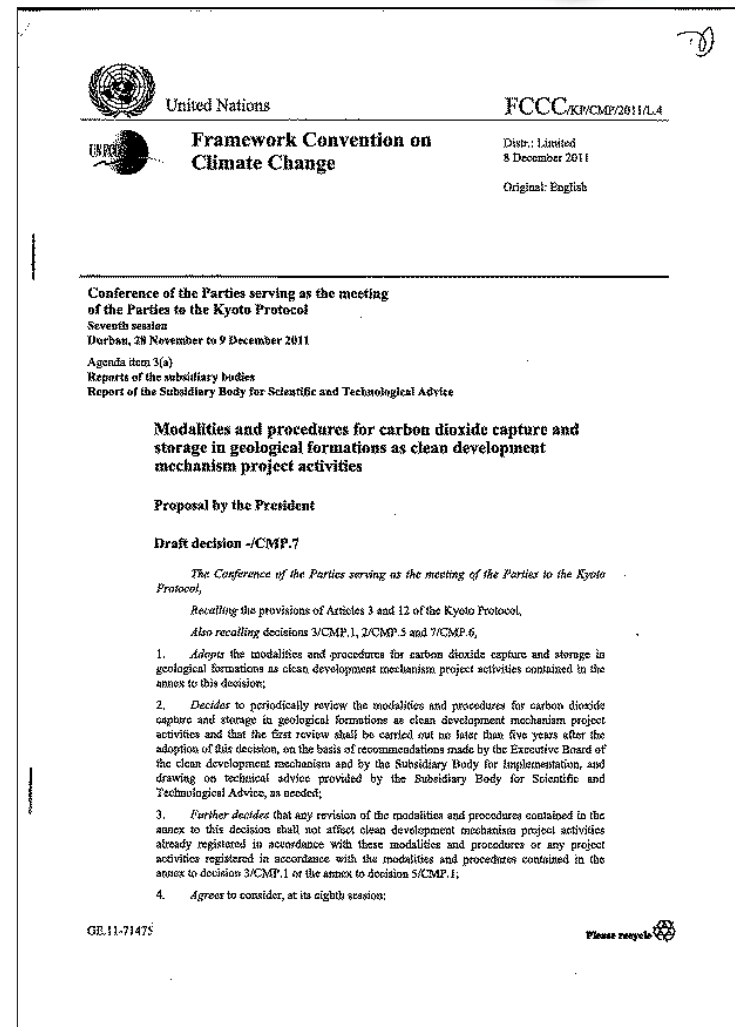 United Nations
FCCC/KP/CMP/2011/L.4
Framework Convention on
Climate Change
Distr.: Limited
8 December 2011
Original: English
Conference of the Parties serving as the meeting
of the Parties to the Kyoto Protocol
Seventh session
Durban, 28 November to 9 December 2011
Agenda item 3(a)
Reports of the subsidiary bodies
Report of the Subsidiary Body for Scientific and Technological Advice
Modalities and procedures for carbon dioxide capture and
storage in geological formations as clean development
mechanism project activities
Proposal by the President
Draft decision -/CMP.7
The Conference of the Parties serving as the meeting of the Parties to the Kyoto
Protocol,
Recalling the provisions of Articles 3 and 12 of the Kyoto Protocol,
Also recalling decisions 3/CMP.1, 2/CMP.5 and 7/CMP.6,
1. Adopts the modalities and procedures for carbon dioxide capture and storage in
geological formations as clean development mechanism project activities contained in the
annex to this decision;
2. Decides to periodically review the modalities and procedures for carbon dioxide
capture and storage in geological formations as clean development mechanism project
activities and that the first review shall be carried out no later than five years after the
adoption of this decision, on the basis of recommendations made by the Executive Board of
the clean development mechanism and by the Subsidiary Body for Implementation, and
drawing on technical advice provided by the Subsidiary Body for Scientific and
Technological Advice, as needed;
3. Further decides that any revision of the modalities and procedures contained in the
annex to this decision shall not affect clean development mechanism project activities
already registered in accordance with these modalities and procedures or any project
activities registered in accordance with the modalities and procedures contained in the
annex to decision 3/CMP.1 or the annex to decision 5/CMP.1;
4. Agrees to consider, at its eighth session:
GE.11-71475
Please recycle